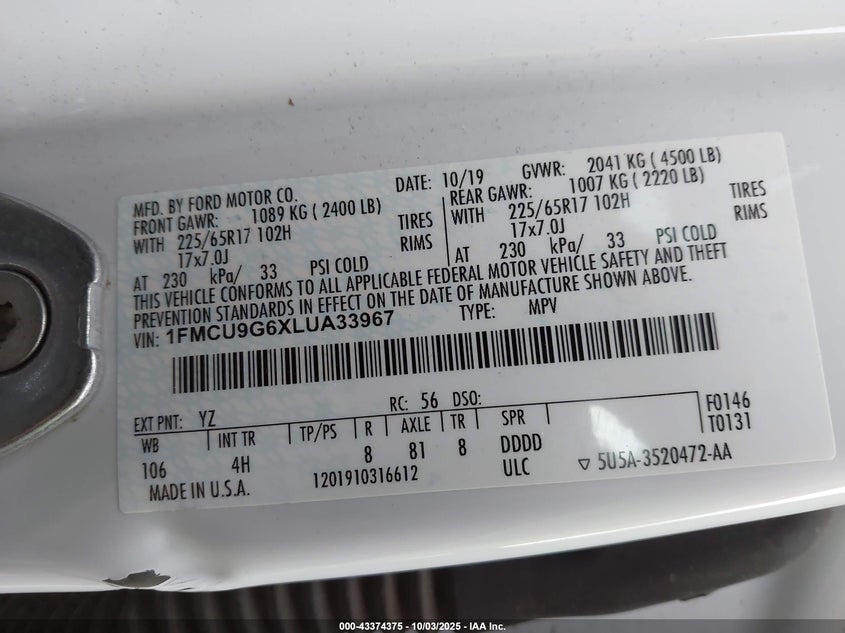 MFD. BY FORD MOTOR CO.
DATE: 10/19 GVWR: 2041 KG ( 4500 LB)
FRONT GAWR: 1089 KG ( 2400 LB)
REAR GAWR: 1007 KG ( 2220 LB)
WITH 225/65R17 102H TIRES
WITH 225/65R17 102H TIRES
17x7.0J RIMS
17x7.0J RIMS
AT 230 kPa/ 33 PSI COLD
AT 230 kPa/ 33 PSI COLD
THIS VEHICLE CONFORMS TO ALL APPLICABLE FEDERAL MOTOR VEHICLE SAFETY AND THEFT
PREVENTION STANDARDS IN EFFECT ON THE DATE OF MANUFACTURE SHOWN ABOVE.
VIN: 1FMCU9G6XLUA33967 TYPE: MPV
EXT PNT: YZ RC: 56 DSO: F0146
WB INT TR TP/PS R AXLE TR SPR T0131
106 4H 8 81 8 DDDD
MADE IN U.S.A. 1201910316612 ULC ▽ 5U5A-3520472-AA
000-43374375 - 10/03/2025 - IAA Inc.